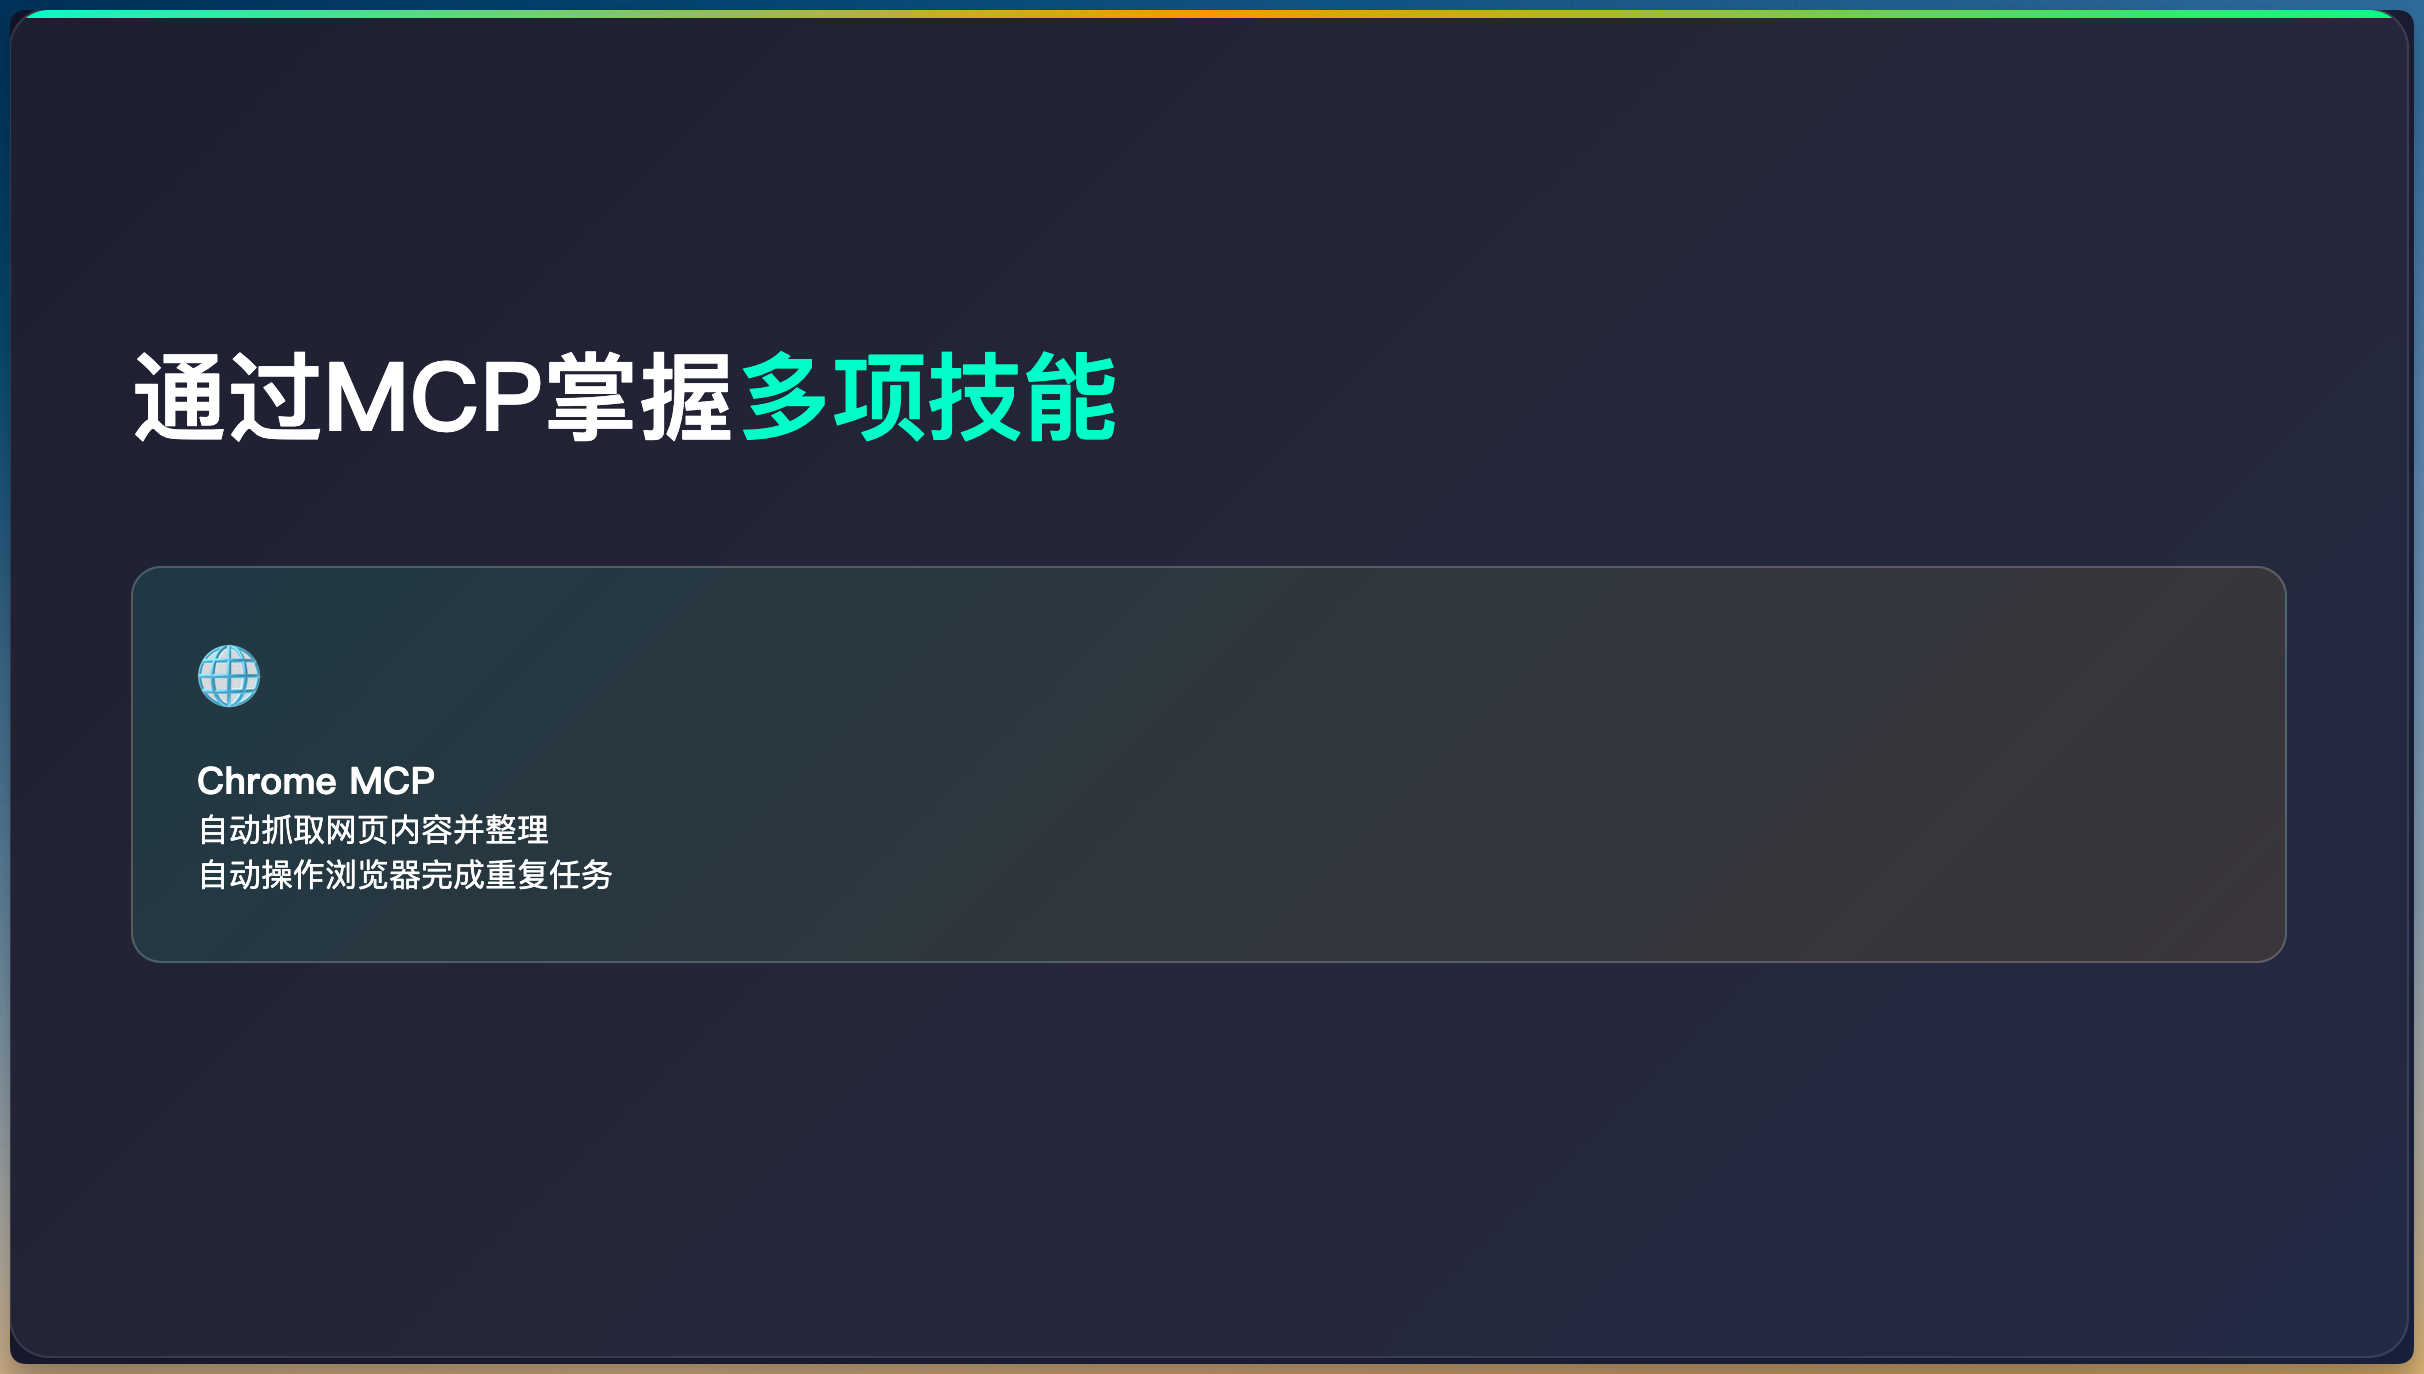 通过MCP掌握多项技能
Chrome MCP
自动抓取网页内容并整理
自动操作浏览器完成重复任务